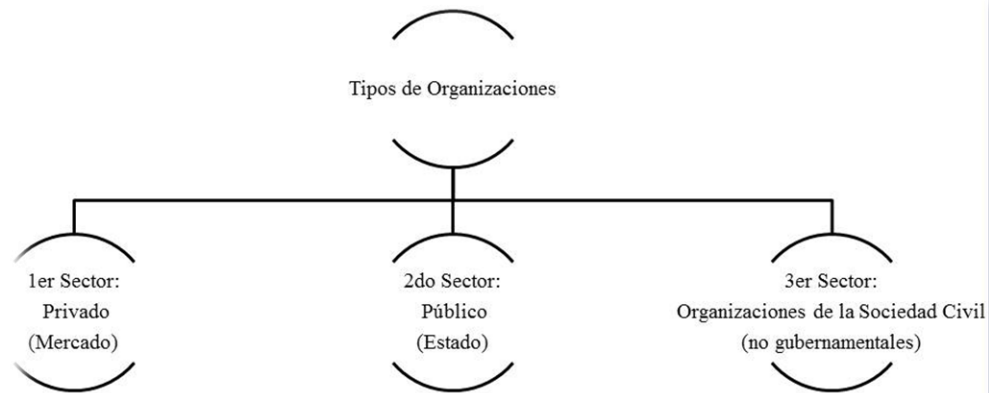 Tipos de Organizaciones
1er Sector:
Privado
(Mercado)
2do Sector:
Público
(Estado)
3er Sector:
Organizaciones de la Sociedad Civil
(no gubernamentales)